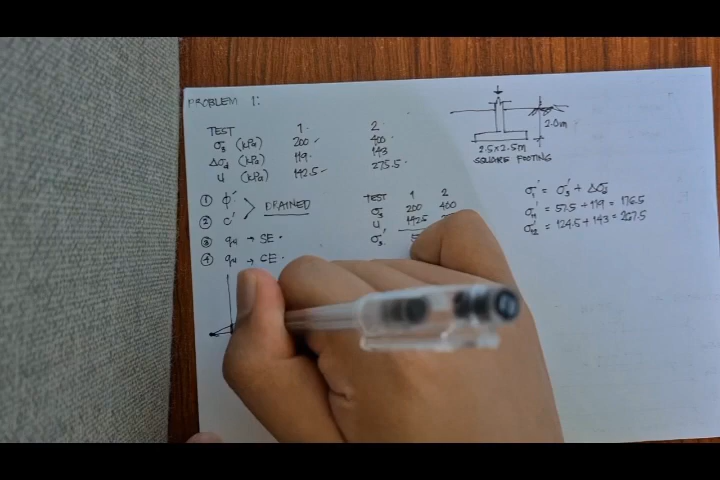 PROBLEM 1:
TEST 1. 2.
σ₃ (kPa) 200 400
Δσd (kPa) 119. 143
U (kPa) 142.5 275.5
① φ'
② c'
DRAINED
③ qu → SE.
④ qu → CE.
TEST 1 2
σ₃ 200 400
U 142.5
σ₃'
2.0m
2.5 x 2.5m
SQUARE FOOTING
σ₁' = σ₃' + Δσd
= 57.5 + 119 = 176.5
= 124.5 + 143 = 267.5